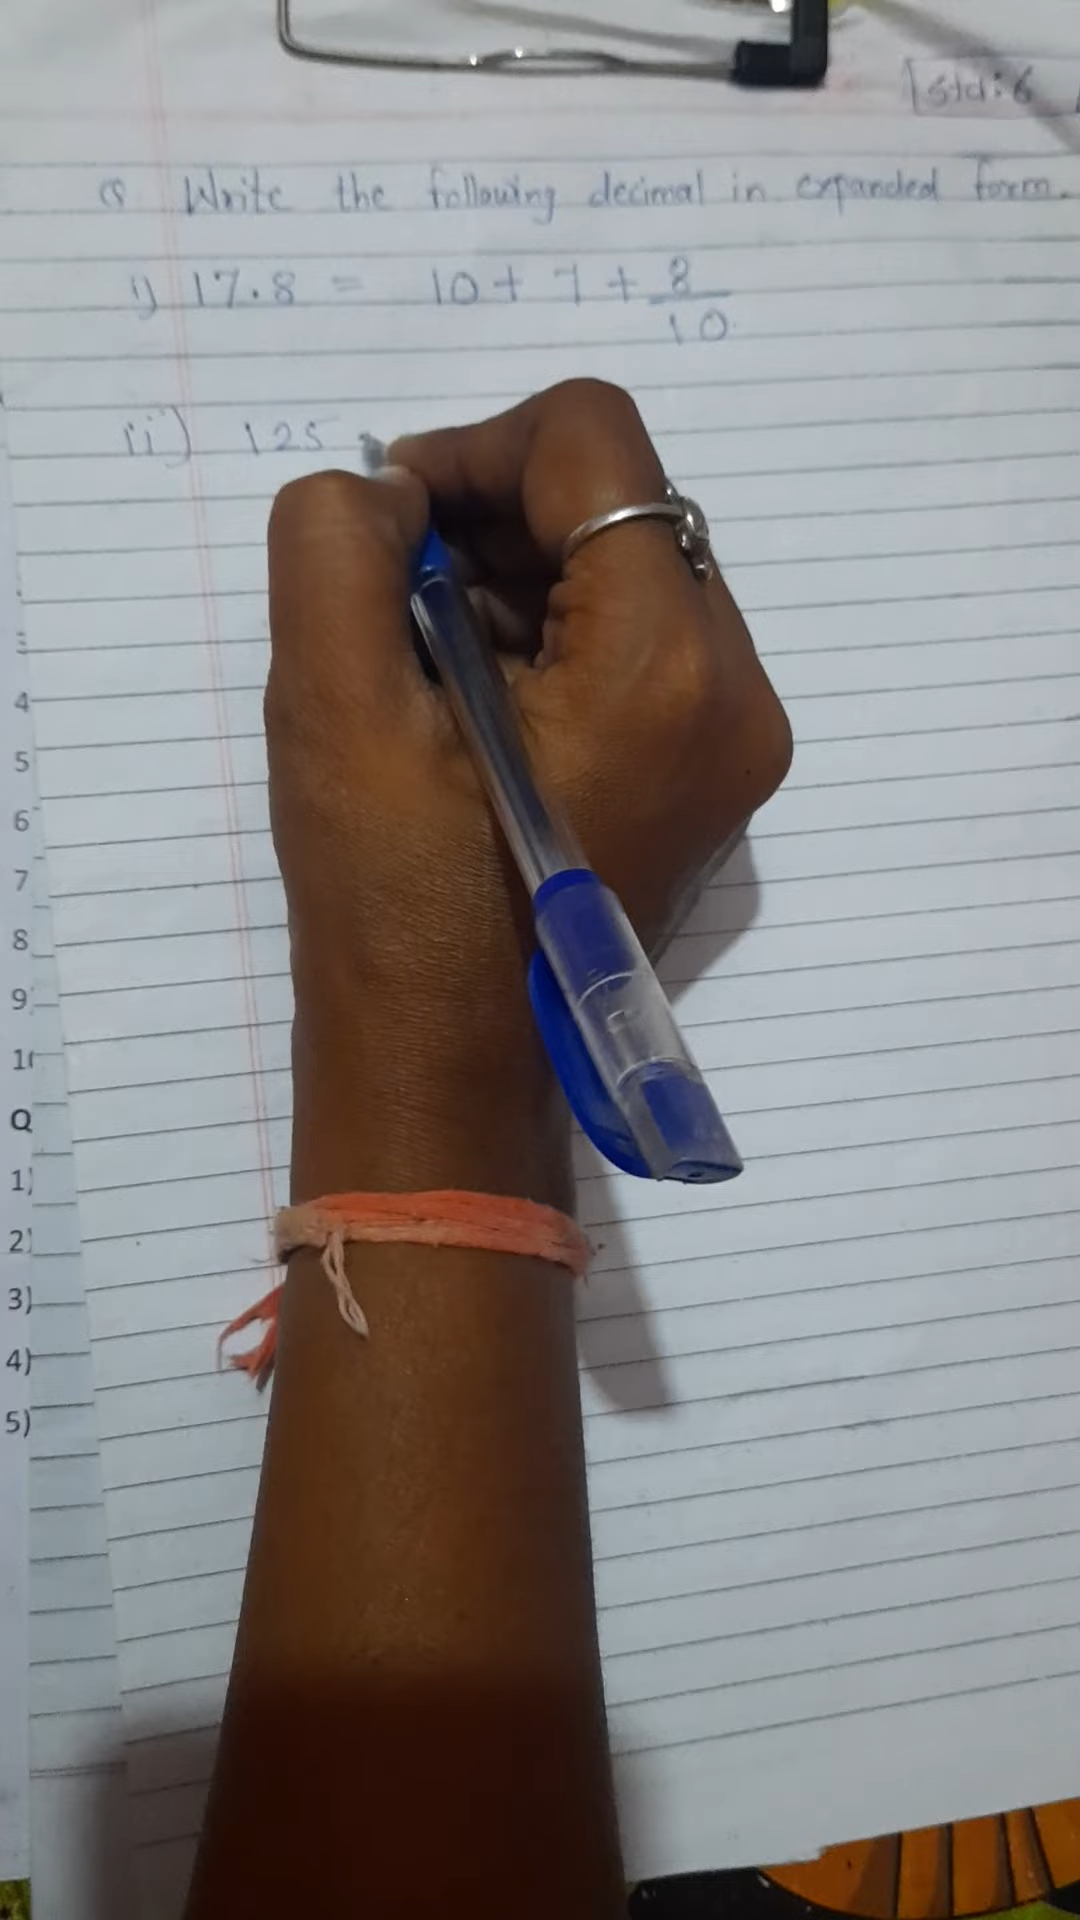 Std: 6
Q Write the following decimal in expanded form.
i) 17.8 = 10 + 7 + 8/10
ii) 125
4
5
6
7
8
9
Q
1)
2)
3)
4)
5)